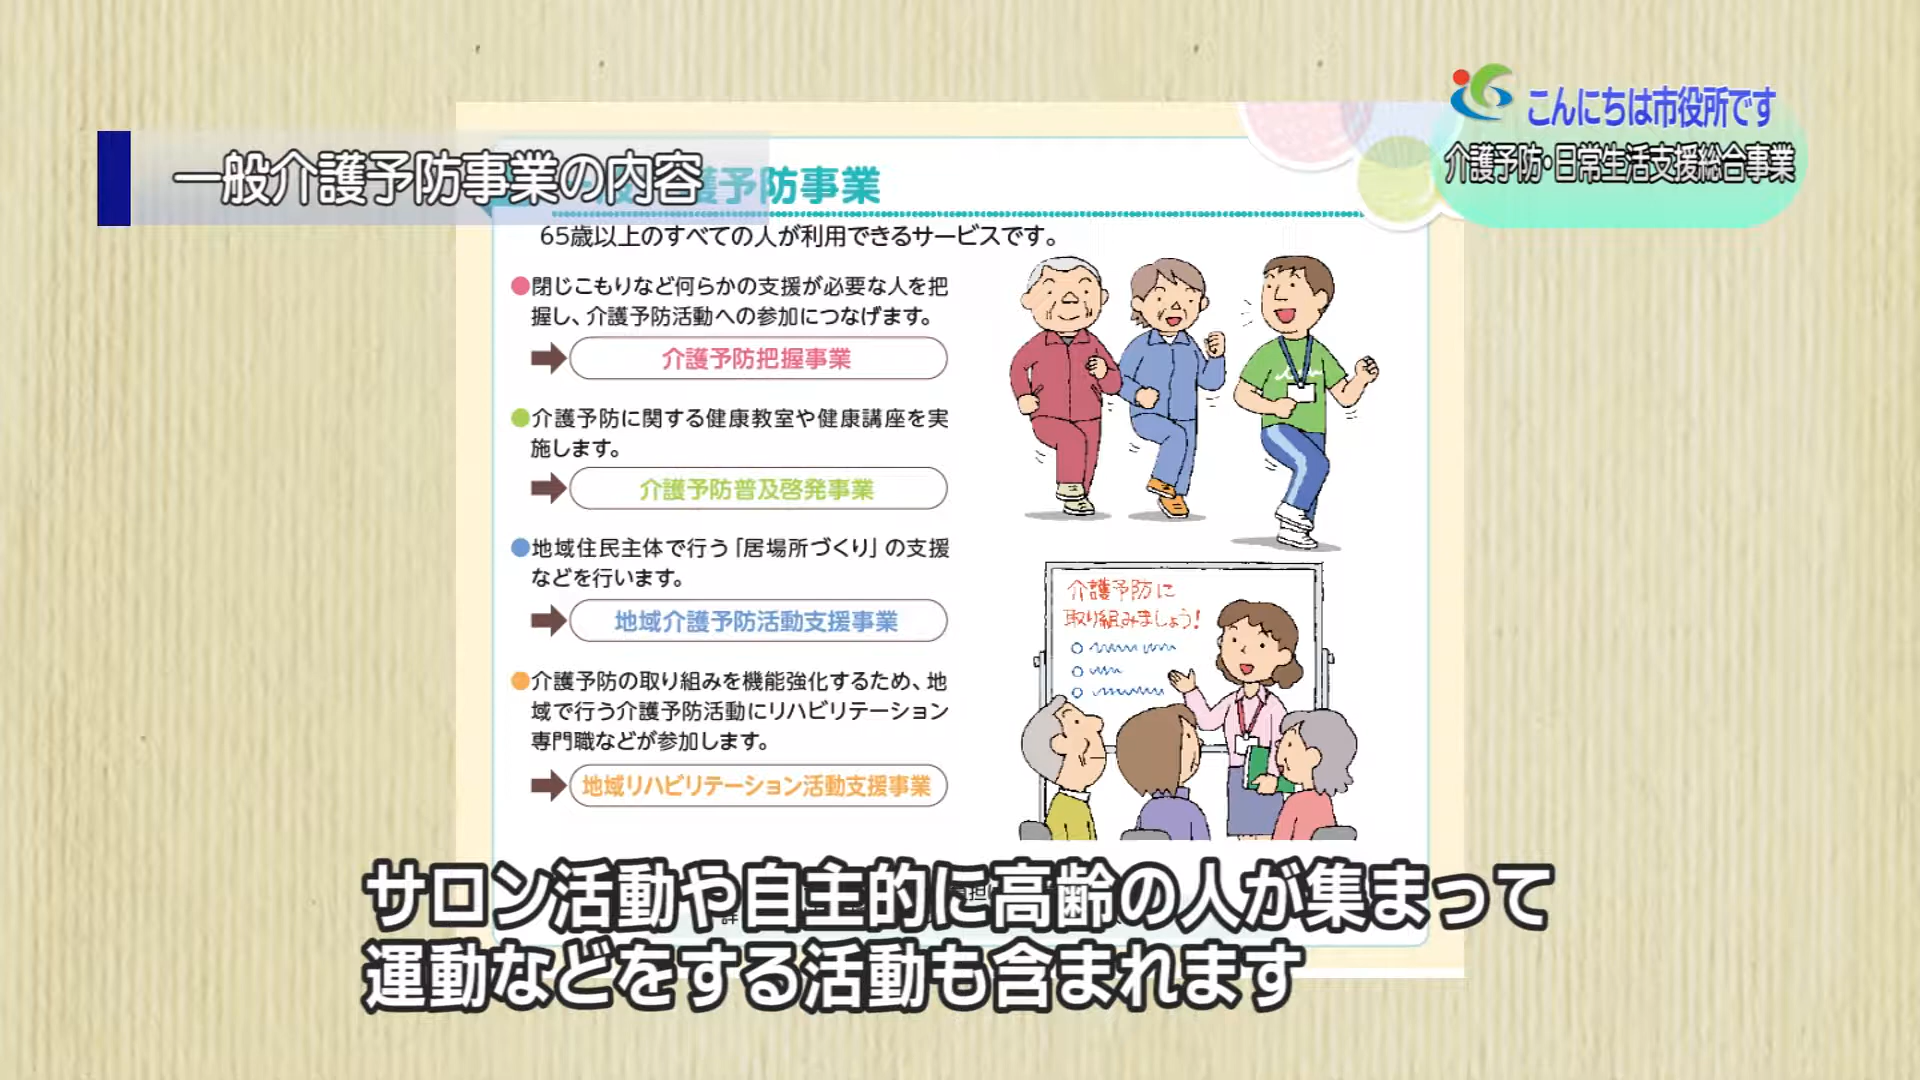 こんにちは市役所です
介護予防・日常生活支援総合事業
一般介護予防事業の内容
護予防事業
65歳以上のすべての人が利用できるサービスです。
●閉じこもりなど何らかの支援が必要な人を把
握し、介護予防活動への参加につなげます。
介護予防把握事業
●介護予防に関する健康教室や健康講座を実
施します。
介護予防普及啓発事業
●地域住民主体で行う「居場所づくり」の支援
などを行います。
地域介護予防活動支援事業
●介護予防の取り組みを機能強化するため、地
域で行う介護予防活動にリハビリテーション
専門職などが参加します。
地域リハビリテーション活動支援事業
介護予防に
取り組みましょう!
サロン活動や自主的に高齢の人が集まって
運動などをする活動も含まれます